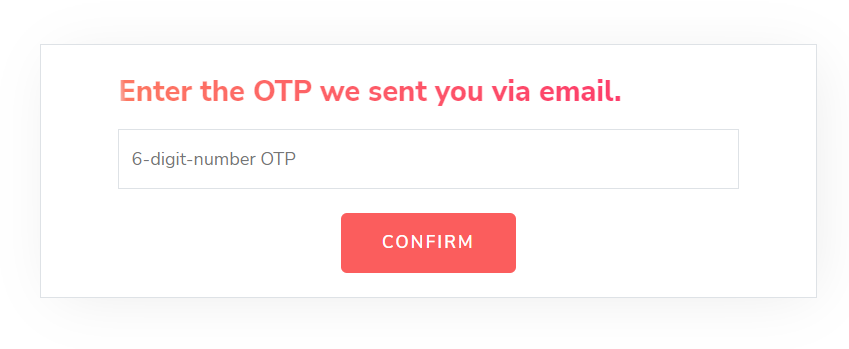 Enter the OTP we sent you via email.
6-digit-number OTP
CONFIRM